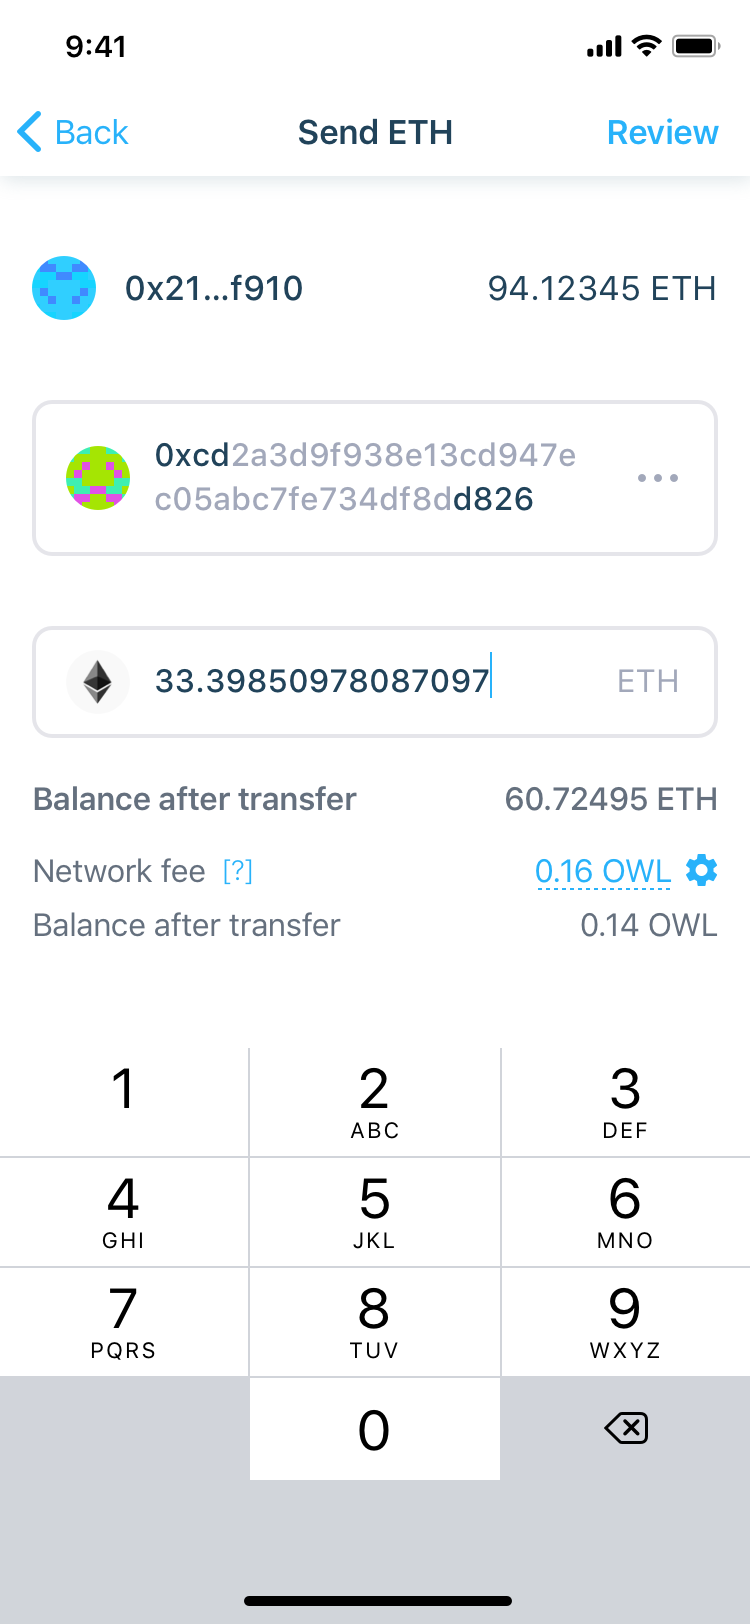 9:41
Back Send ETH Review
0x21...f910 94.12345 ETH
0xcd2a3d9f938e13cd947e
c05abc7fe734df8dd826
33.39850978087097 ETH
Balance after transfer 60.72495 ETH
Network fee [?] 0.16 OWL
Balance after transfer 0.14 OWL
1 2 3
ABC DEF
4 5 6
GHI JKL MNO
7 8 9
PQRS TUV WXYZ
0